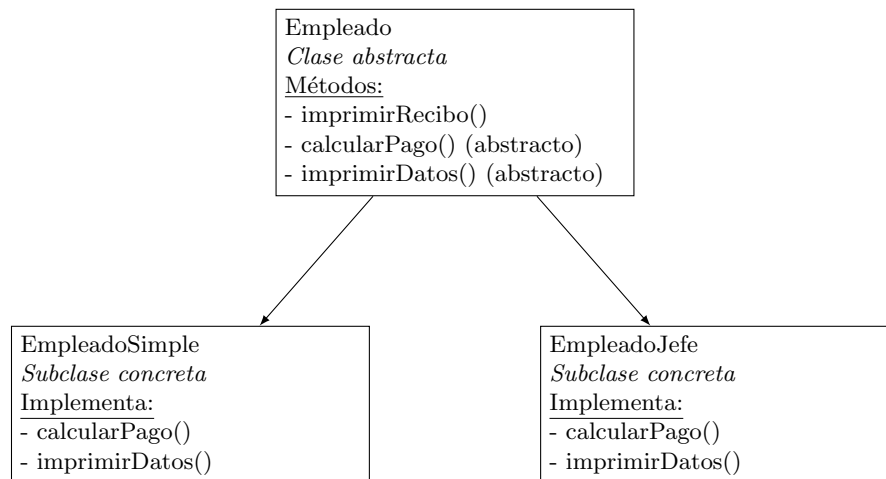 Empleado
Clase abstracta
Métodos:
- imprimirRecibo()
- calcularPago() (abstracto)
- imprimirDatos() (abstracto)
EmpleadoSimple
Subclase concreta
Implementa:
- calcularPago()
- imprimirDatos()
EmpleadoJefe
Subclase concreta
Implementa:
- calcularPago()
- imprimirDatos()